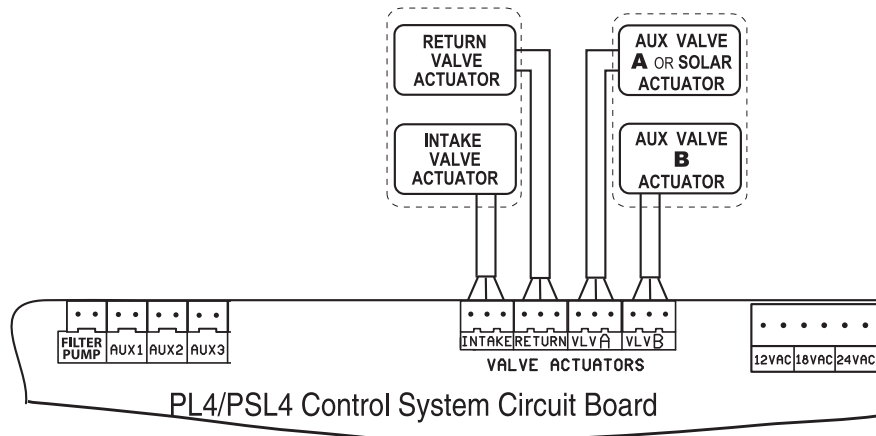 RETURN
VALVE
ACTUATOR
AUX VALVE
A OR SOLAR
ACTUATOR
INTAKE
VALVE
ACTUATOR
AUX VALVE
B
ACTUATOR
FILTER
PUMP
AUX1
AUX2
AUX3
INTAKE
RETURN
VLV A
VLV B
VALVE ACTUATORS
12VAC
18VAC
24VAC
PL4/PSL4 Control System Circuit Board